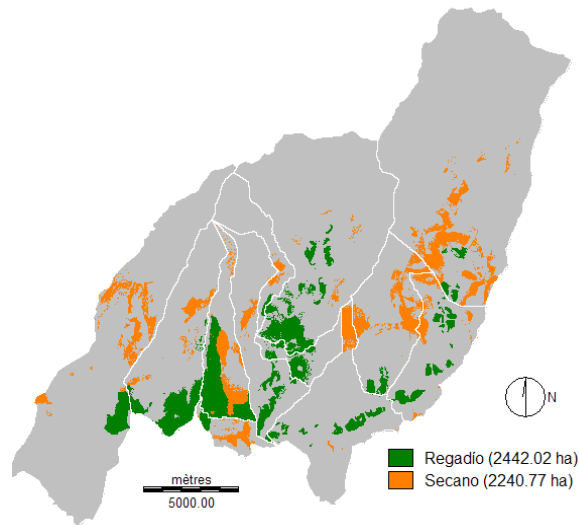 N
Regadío (2442.02 ha)
Secano (2240.77 ha)
mètres
5000.00